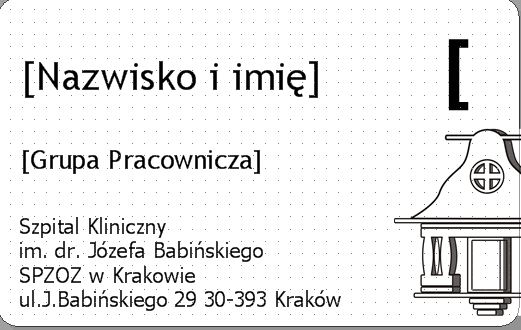 [Nazwisko i imię]
[
[Grupa Pracownicza]
Szpital Kliniczny
im. dr. Józefa Babińskiego
SPZOZ w Krakowie
ul.J.Babińskiego 29 30-393 Kraków